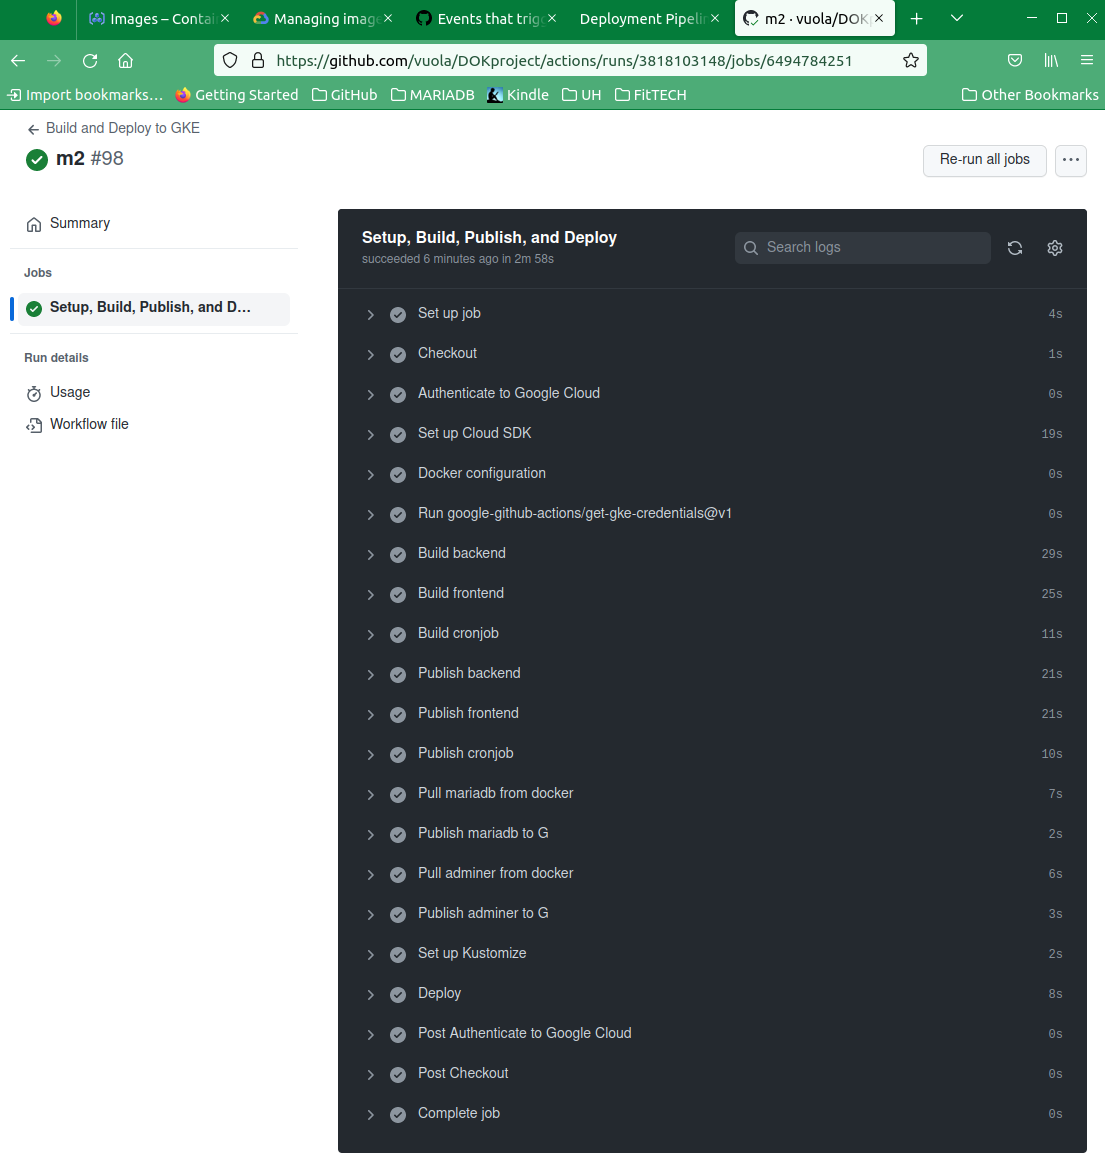 Images – Contai
Managing image
Events that trigg
Deployment Pipeli
m2 · vuola/DOKp
https://github.com/vuola/DOKproject/actions/runs/3818103148/jobs/6494784251
Import bookmarks… Getting Started GitHub MARIADB Kindle UH FitTECH Other Bookmarks
Build and Deploy to GKE
m2 #98
Re-run all jobs
Summary
Jobs
Setup, Build, Publish, and D…
Run details
Usage
Workflow file
Setup, Build, Publish, and Deploy
succeeded 6 minutes ago in 2m 58s
Search logs
Set up job 4s
Checkout 1s
Authenticate to Google Cloud 0s
Set up Cloud SDK 19s
Docker configuration 0s
Run google-github-actions/get-gke-credentials@v1 0s
Build backend 29s
Build frontend 25s
Build cronjob 11s
Publish backend 21s
Publish frontend 21s
Publish cronjob 10s
Pull mariadb from docker 7s
Publish mariadb to G 2s
Pull adminer from docker 6s
Publish adminer to G 3s
Set up Kustomize 2s
Deploy 8s
Post Authenticate to Google Cloud 0s
Post Checkout 0s
Complete job 0s